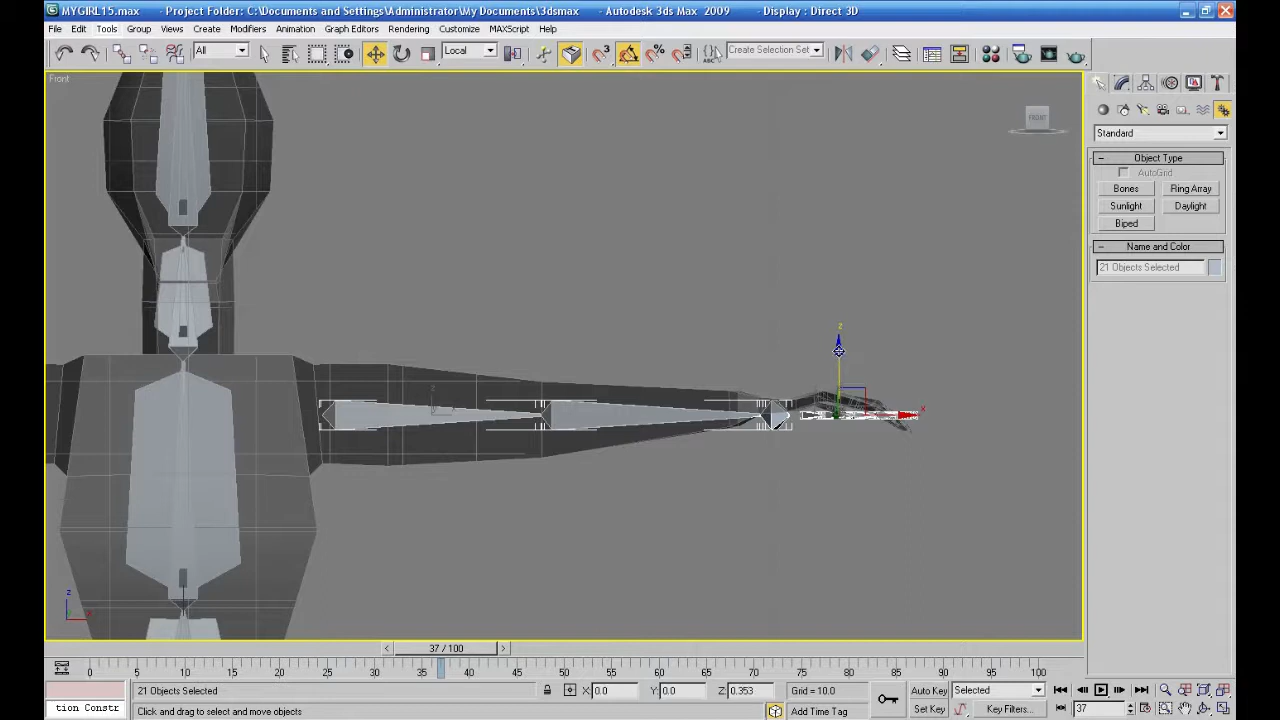 MYGIRL15.max - Project Folder: C:\Documents and Settings\Administrator\My Documents\3dsmax - Autodesk 3ds Max 2009 - Display : Direct 3D
File Edit Tools Group Views Create Modifiers Animation Graph Editors Rendering Customize MAXScript Help
All Local Create Selection Set
Front
FRONT
Standard
Object Type
AutoGrid
Bones Ring Array
Sunlight Daylight
Biped
Name and Color
21 Objects Selected
z
x
z
z
x
37 / 100
0 5 10 15 20 25 30 35 40 45 50 55 60 65 70 75 80 85 90 95 100
21 Objects Selected X: 0.0 Y: 0.0 Z: 0.353 Grid = 10.0 Auto Key Selected
tion Constr Click and drag to select and move objects Add Time Tag Set Key Key Filters... 37